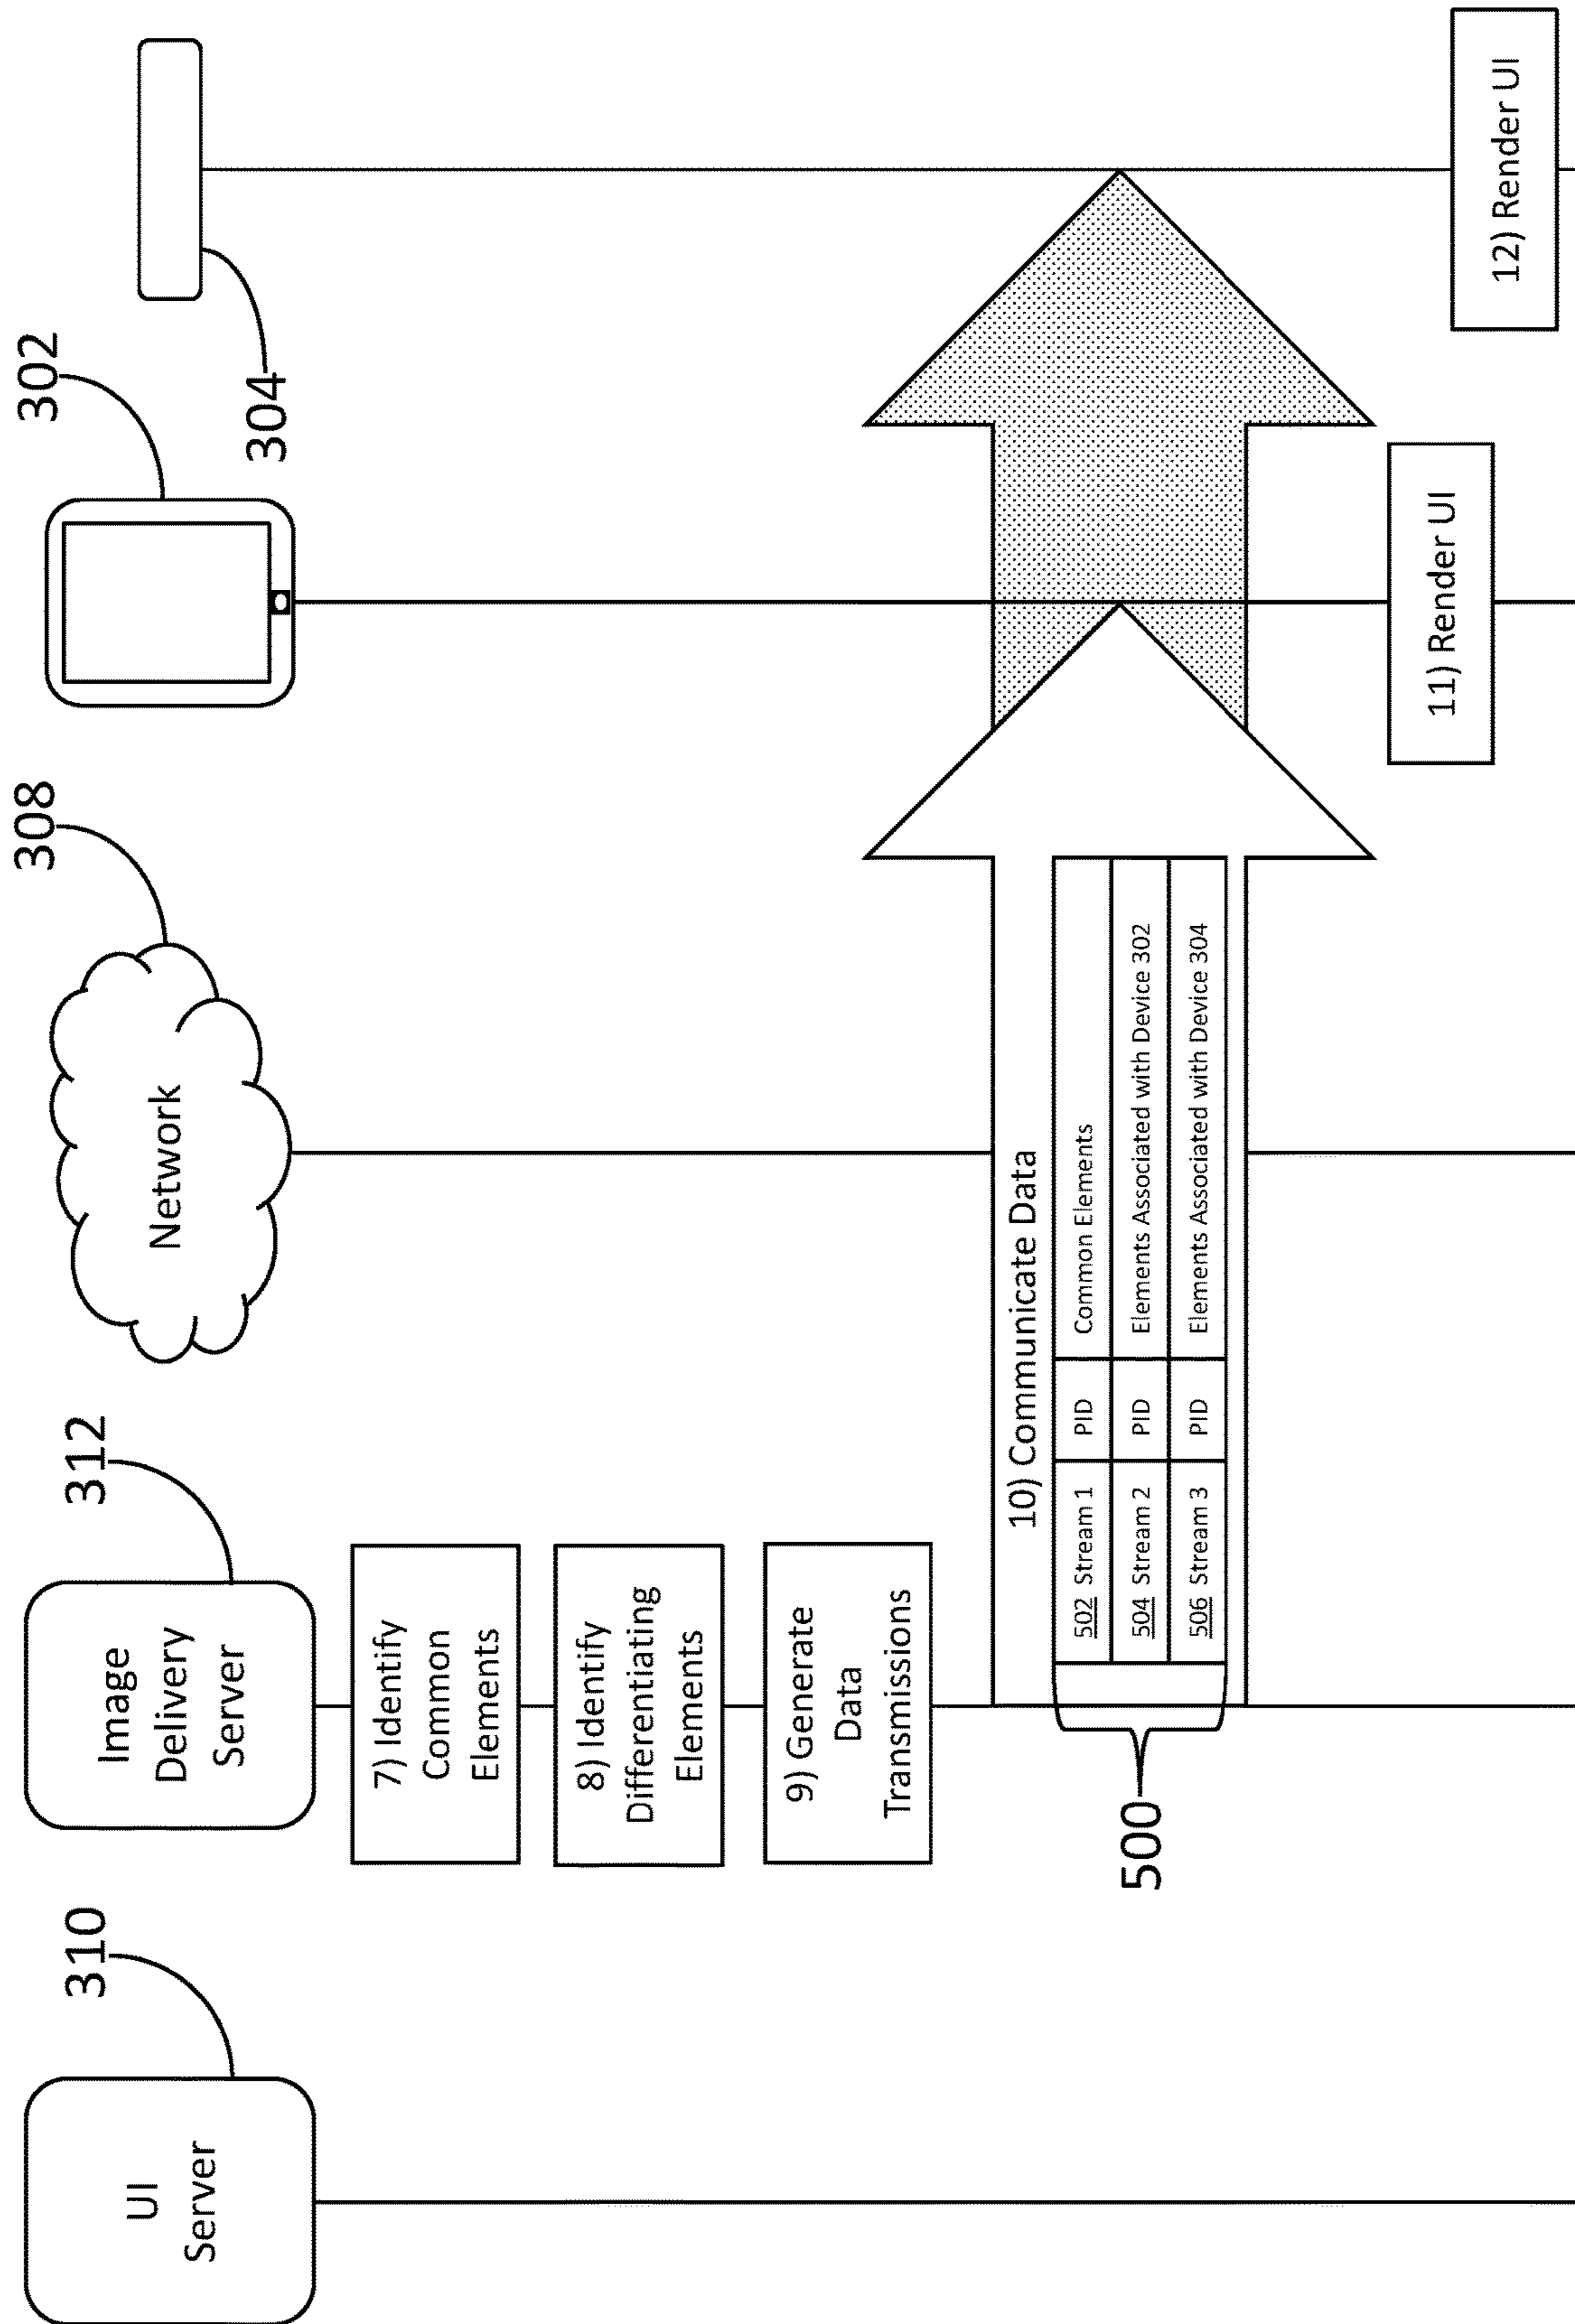 310
312
308
302
304
UI
Server
Image
Delivery
Server
Network
7) Identify
Common
Elements
8) Identify
Differentiating
Elements
9) Generate
Data
Transmissions
10) Communicate Data
502 Stream 1 PID Common Elements
504 Stream 2 PID Elements Associated with Device 302
506 Stream 3 PID Elements Associated with Device 304
500
11) Render UI
12) Render UI